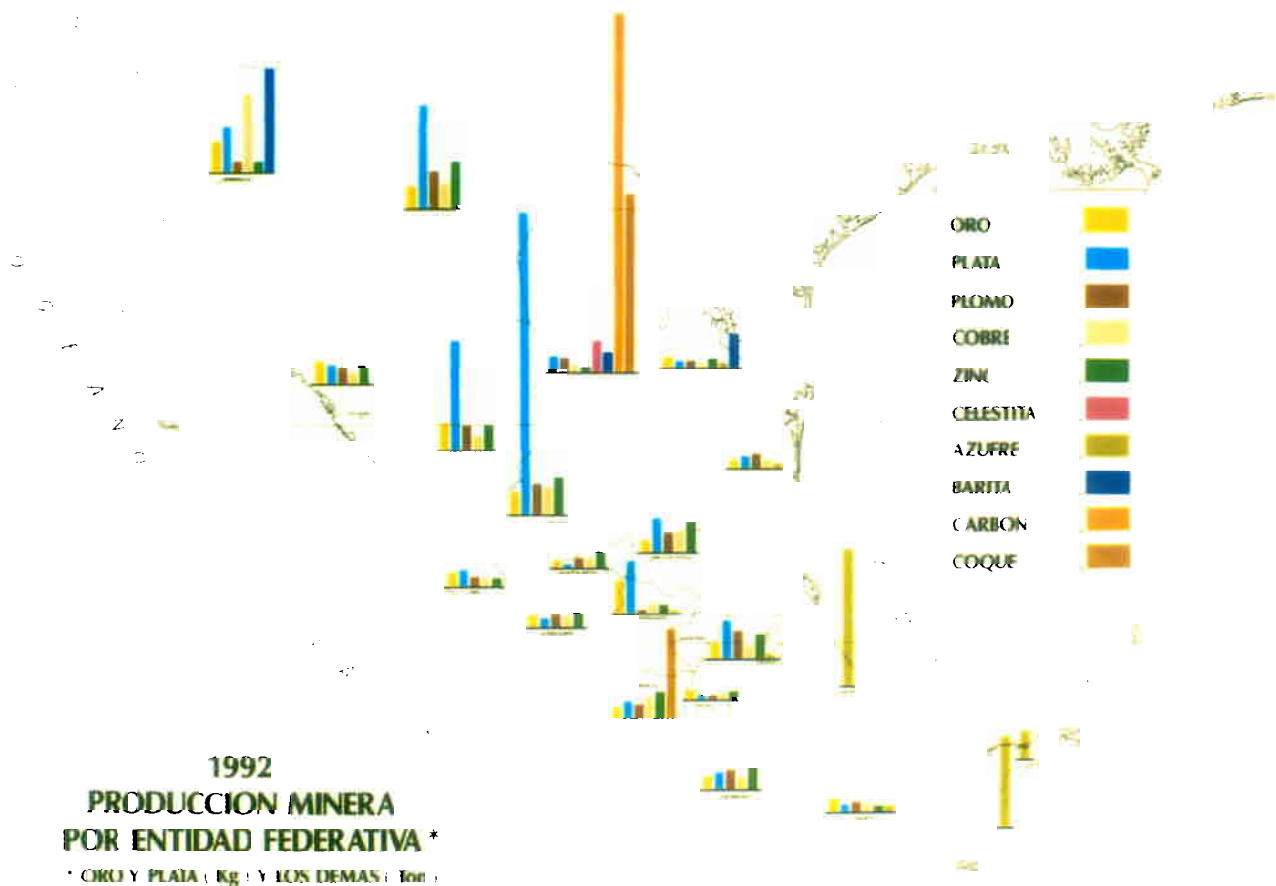 ORO
PLATA
PLOMO
COBRE
ZINC
CELESTITA
AZUFRE
BARITA
CARBON
COQUE
1992
PRODUCCION MINERA
POR ENTIDAD FEDERATIVA *
* ORO Y PLATA ( Kg ) Y LOS DEMAS ( Ton )